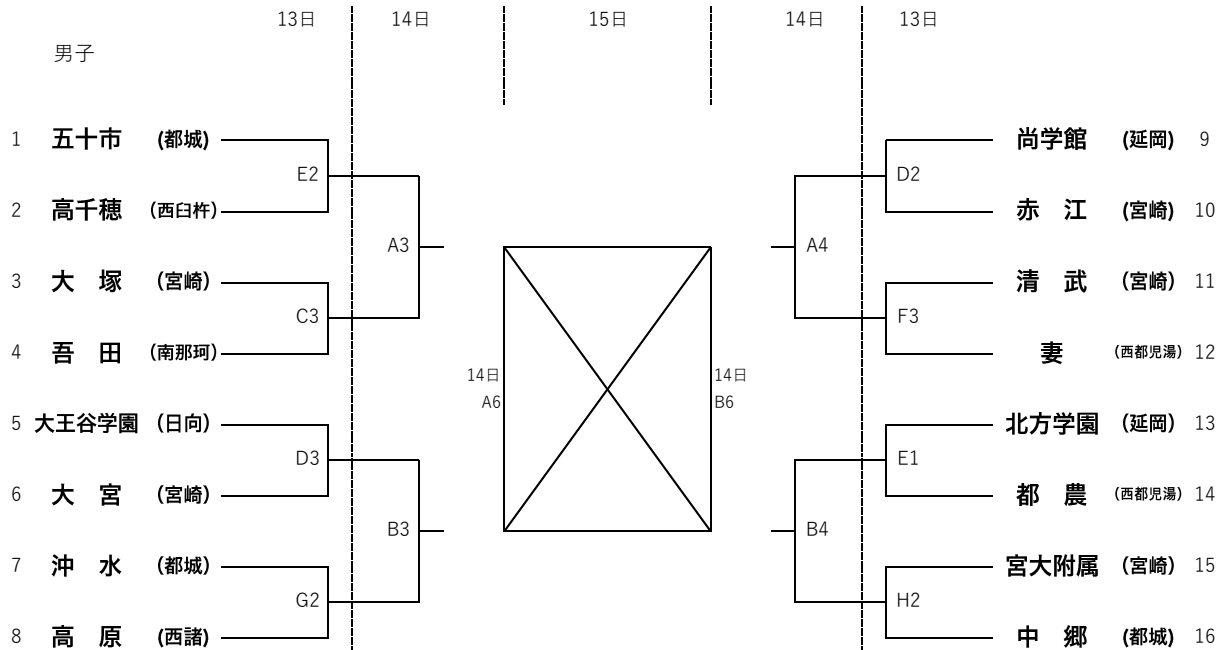 13日 14日 15日 14日 13日
男子
1 五十市 (都城) 尚学館 (延岡) 9
E2 D2
2 高千穂 (西臼杵) 赤 江 (宮崎) 10
A3 A4
3 大 塚 (宮崎) 清 武 (宮崎) 11
C3 F3
4 吾 田 (南那珂) 妻 (西都児湯) 12
14日 14日
A6 B6
5 大王谷学園 (日向) 北方学園 (延岡) 13
D3 E1
6 大 宮 (宮崎) 都 農 (西都児湯) 14
B3 B4
7 沖 水 (都城) 宮大附属 (宮崎) 15
G2 H2
8 高 原 (西諸) 中 郷 (都城) 16